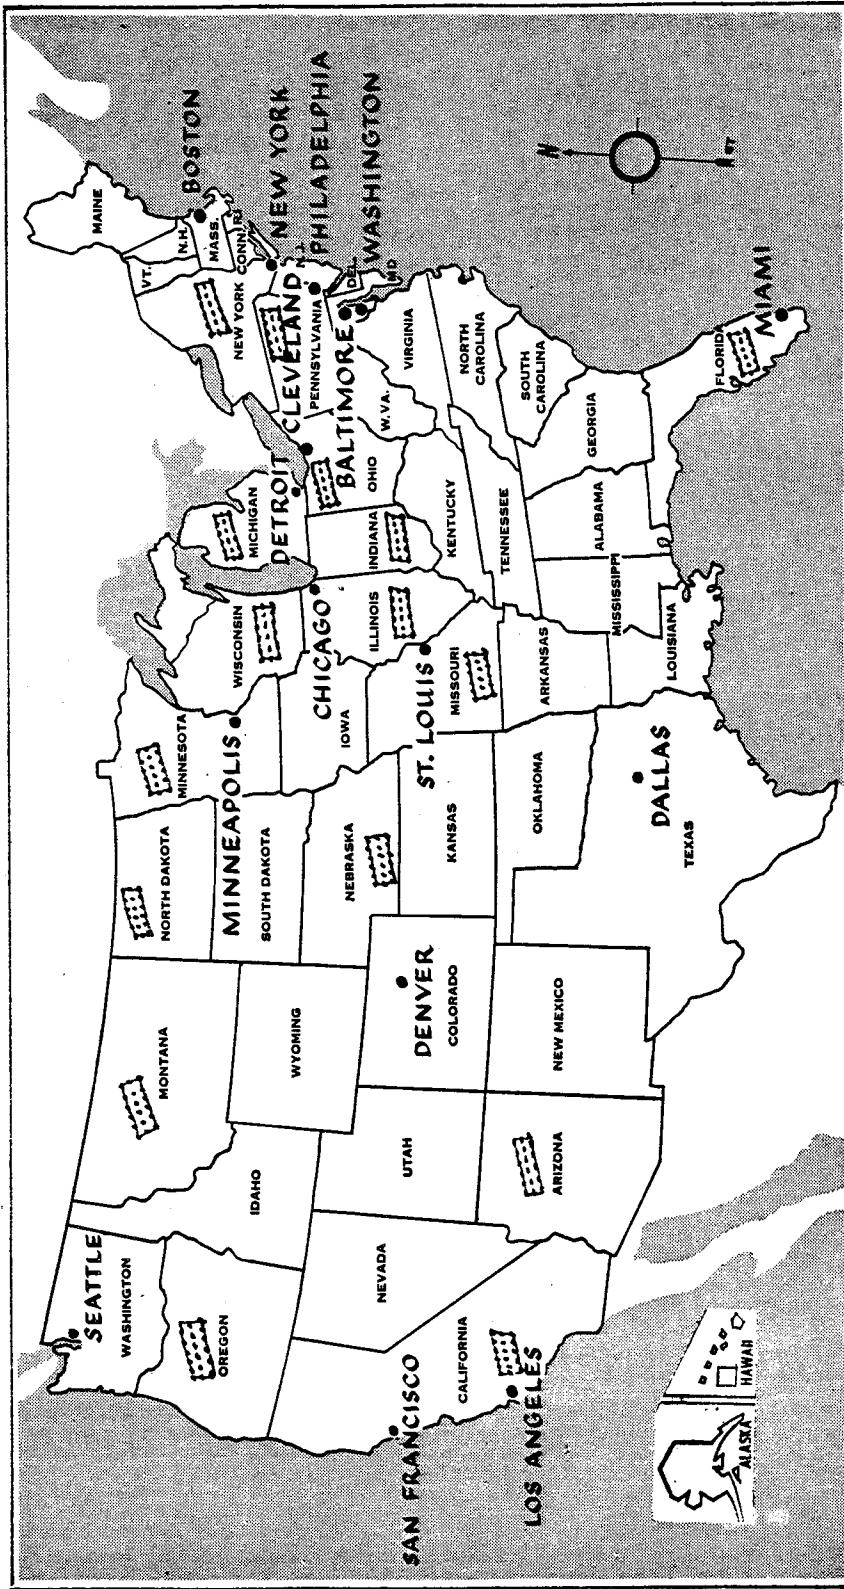 MAINE
VT.
N.H.
BOSTON
MASS.
CONN.
R.I.
NEW YORK
NEW YORK
N.J.
PHILADELPHIA
PENNSYLVANIA
CLEVELAND
DEL.
MD
WASHINGTON
BALTIMORE
W.VA.
VIRGINIA
NORTH
CAROLINA
SOUTH
CAROLINA
GEORGIA
FLORIDA
MIAMI
N
DETROIT
MICHIGAN
OHIO
INDIANA
KENTUCKY
TENNESSEE
ALABAMA
MISSISSIPPI
WISCONSIN
CHICAGO
ILLINOIS
ST. LOUIS
MISSOURI
ARKANSAS
LOUISIANA
MINNESOTA
MINNEAPOLIS
IOWA
NORTH DAKOTA
SOUTH DAKOTA
NEBRASKA
KANSAS
OKLAHOMA
DALLAS
TEXAS
MONTANA
WYOMING
DENVER
COLORADO
NEW MEXICO
IDAHO
UTAH
ARIZONA
SEATTLE
WASHINGTON
OREGON
NEVADA
CALIFORNIA
SAN FRANCISCO
LOS ANGELES
ALASKA
HAWAII